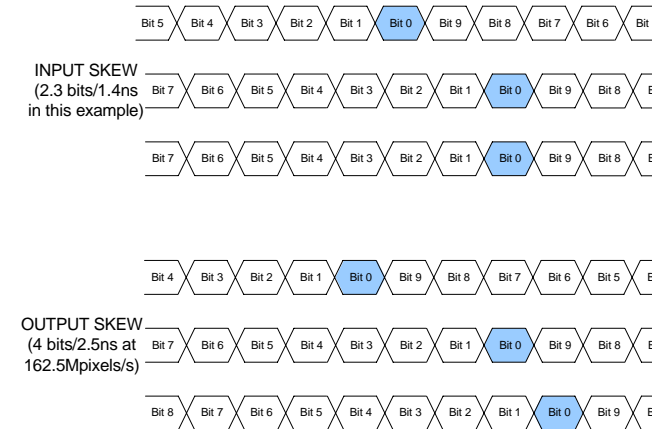 Bit 5 Bit 4 Bit 3 Bit 2 Bit 1 Bit 0 Bit 9 Bit 8 Bit 7 Bit 6 Bit
INPUT SKEW
(2.3 bits/1.4ns
in this example)
Bit 7 Bit 6 Bit 5 Bit 4 Bit 3 Bit 2 Bit 1 Bit 0 Bit 9 Bit 8
Bit 7 Bit 6 Bit 5 Bit 4 Bit 3 Bit 2 Bit 1 Bit 0 Bit 9 Bit 8
Bit 4 Bit 3 Bit 2 Bit 1 Bit 0 Bit 9 Bit 8 Bit 7 Bit 6 Bit 5
OUTPUT SKEW
(4 bits/2.5ns at
162.5Mpixels/s)
Bit 7 Bit 6 Bit 5 Bit 4 Bit 3 Bit 2 Bit 1 Bit 0 Bit 9 Bit 8
Bit 8 Bit 7 Bit 6 Bit 5 Bit 4 Bit 3 Bit 2 Bit 1 Bit 0 Bit 9